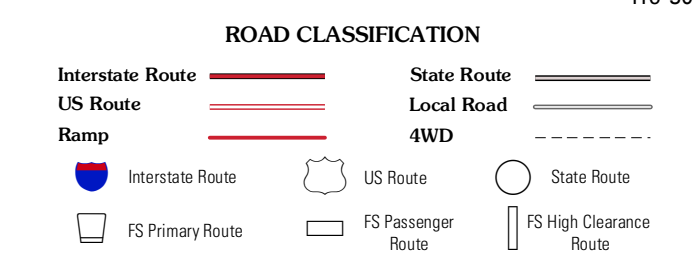 ROAD CLASSIFICATION
Interstate Route
State Route
US Route
Local Road
Ramp
4WD
Interstate Route
US Route
State Route
FS Primary Route
FS Passenger
Route
FS High Clearance
Route